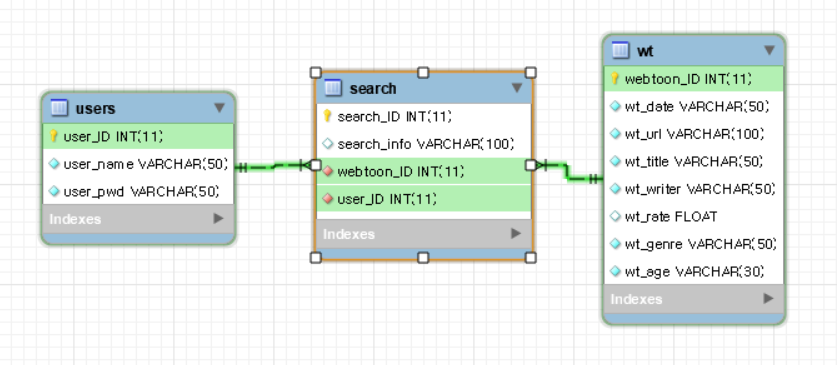 users
user_ID INT(11)
user_name VARCHAR(50)
user_pwd VARCHAR(50)
Indexes
search
search_ID INT(11)
search_info VARCHAR(100)
webtoon_ID INT(11)
user_ID INT(11)
Indexes
wt
webtoon_ID INT(11)
wt_date VARCHAR(50)
wt_url VARCHAR(100)
wt_title VARCHAR(50)
wt_writer VARCHAR(50)
wt_rate FLOAT
wt_genre VARCHAR(50)
wt_age VARCHAR(30)
Indexes